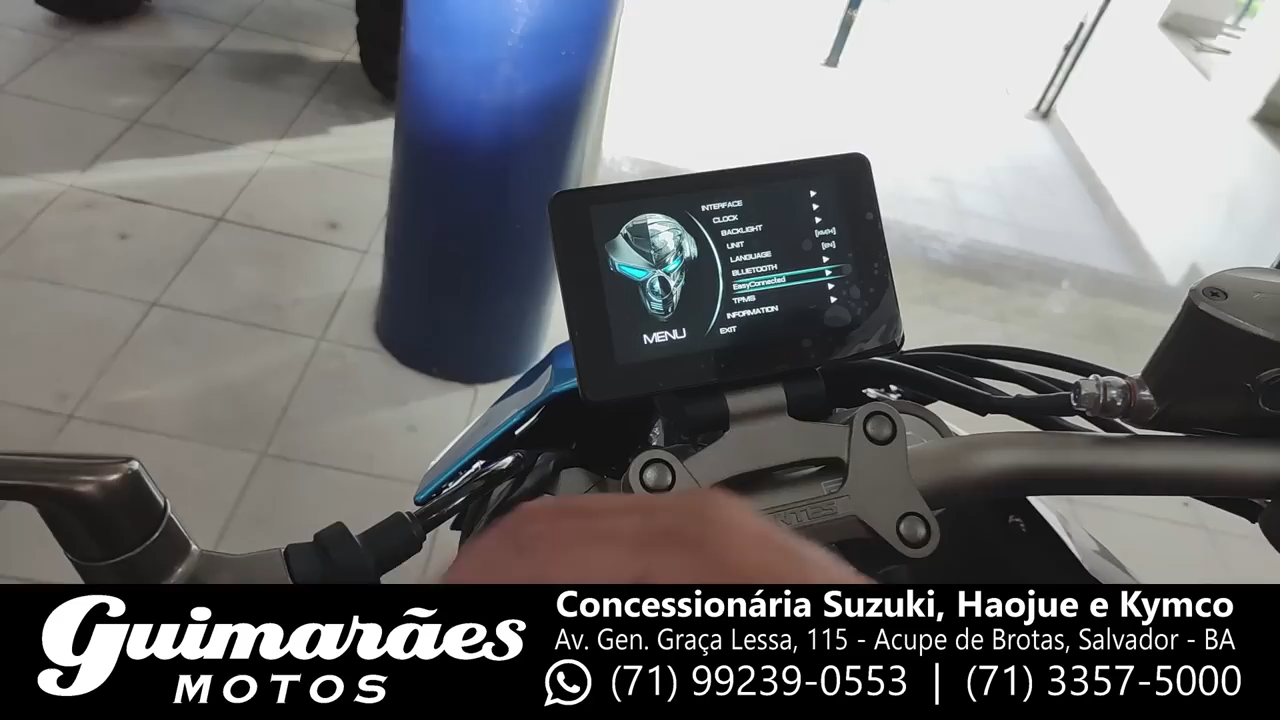 INTERFACE
CLOCK
BACKLIGHT
UNIT
LANGUAGE
BLUETOOTH
EasyConnected
TPMS
INFORMATION
EXIT
MENU
[EN]
Guimarães
MOTOS
Concessionária Suzuki, Haojue e Kymco
Av. Gen. Graça Lessa, 115 - Acupe de Brotas, Salvador - BA
(71) 99239-0553 | (71) 3357-5000